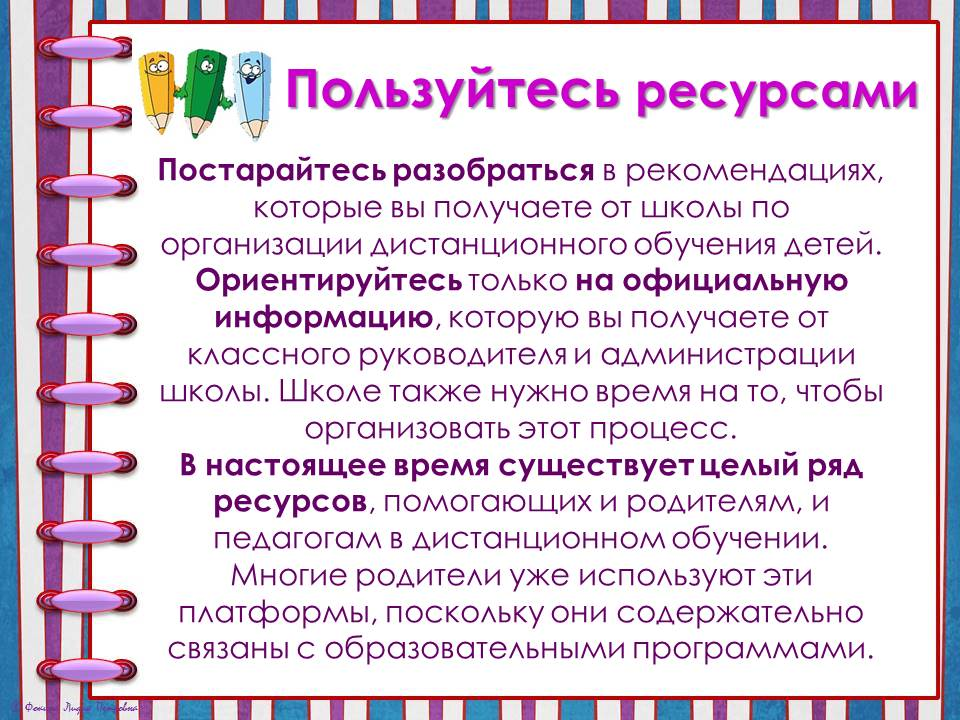 Пользуйтесь ресурсами
Постарайтесь разобраться в рекомендациях,
которые вы получаете от школы по
организации дистанционного обучения детей.
Ориентируйтесь только на официальную
информацию, которую вы получаете от
классного руководителя и администрации
школы. Школе также нужно время на то, чтобы
организовать этот процесс.
В настоящее время существует целый ряд
ресурсов, помогающих и родителям, и
педагогам в дистанционном обучении.
Многие родители уже используют эти
платформы, поскольку они содержательно
связаны с образовательными программами.
Лидия Петровна